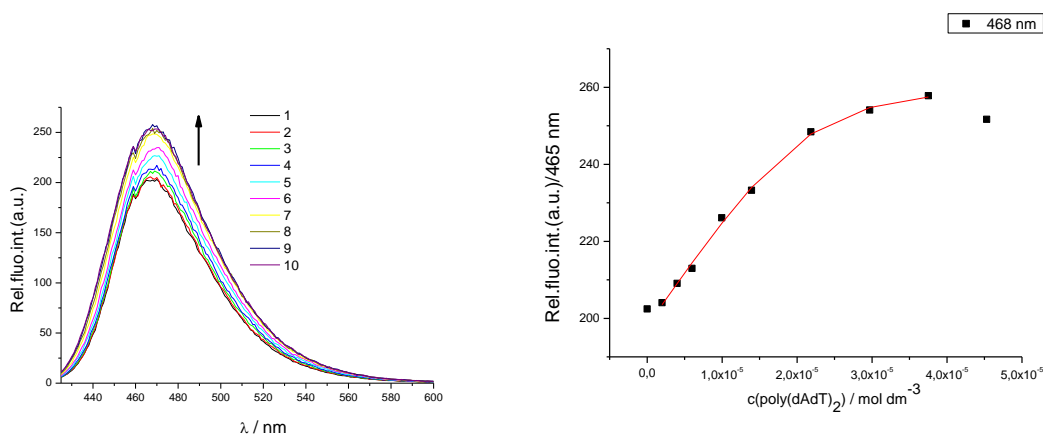 Rel.fluo.int.(a.u.)
250
200
150
100
50
0
440 460 480 500 520 540 560 580 600
λ / nm
1
2
3
4
5
6
7
8
9
10
468 nm
Rel.fluo.int.(a.u.)/465 nm
260
240
220
200
0,0 1,0x10⁻⁵ 2,0x10⁻⁵ 3,0x10⁻⁵ 4,0x10⁻⁵ 5,0x10⁻⁵
c(poly(dAdT)₂) / mol dm⁻³